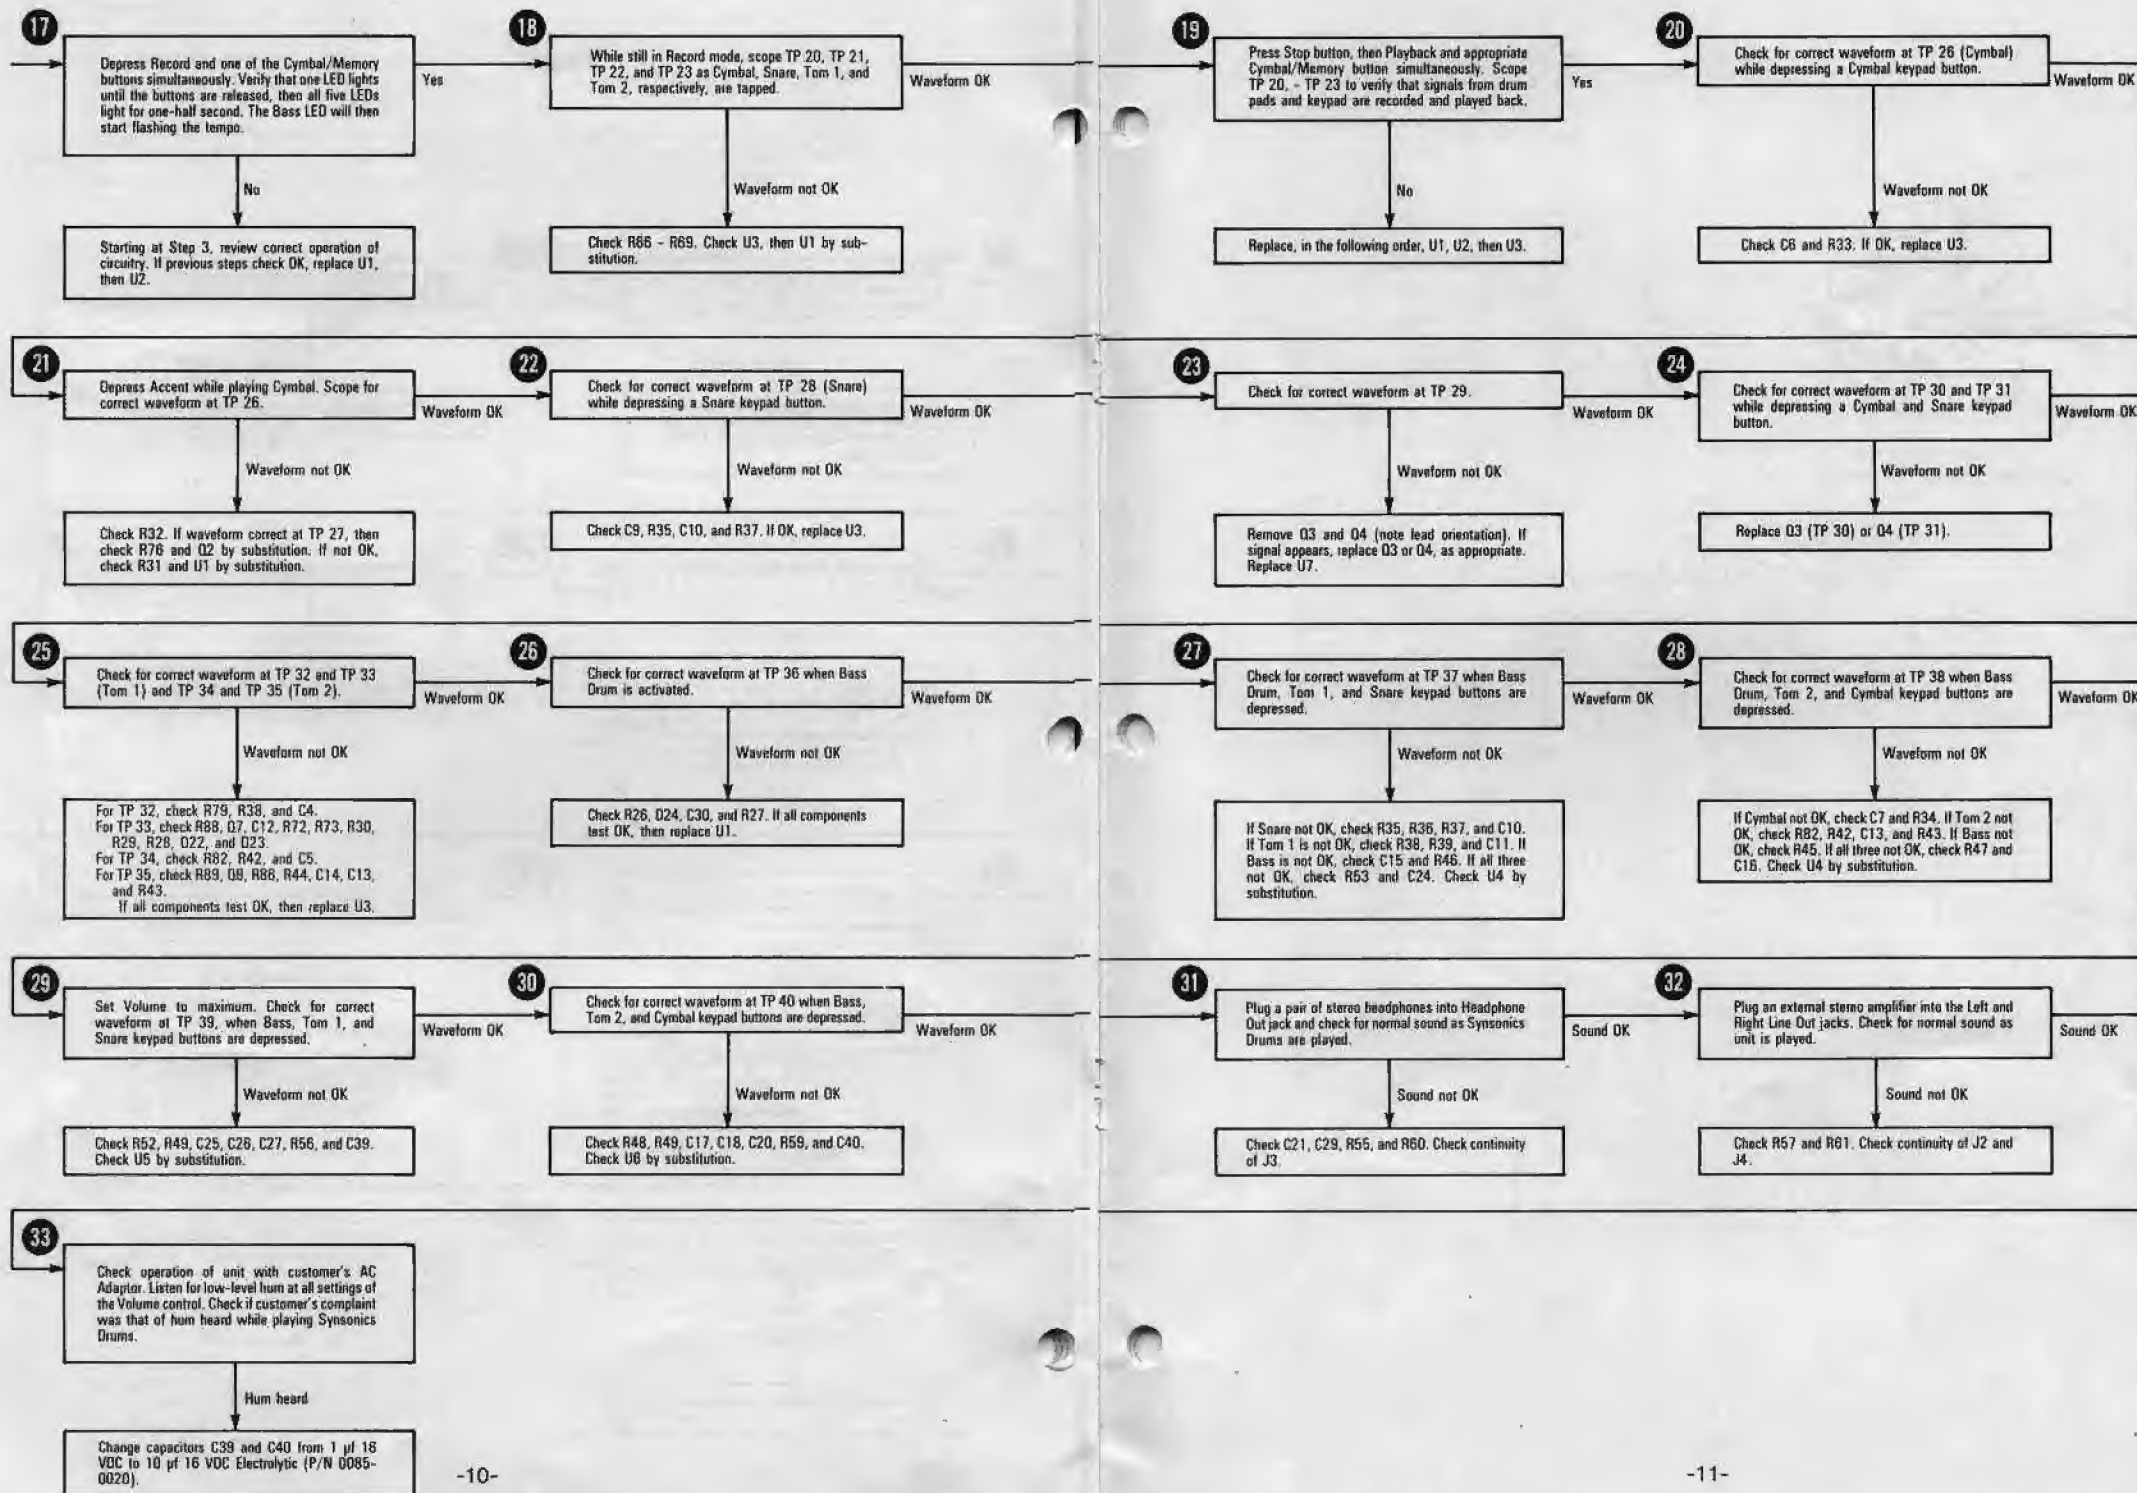 17
Depress Record and one of the Cymbal/Memory
buttons simultaneously. Verify that one LED lights
until the buttons are released, then all five LEDs
light for one-half second. The Bass LED will then
start flashing the tempo.
Yes
No
Starting at Step 3, review correct operation of
circuitry. If previous steps check OK, replace U1,
then U2.
18
While still in Record mode, scope TP 20, TP 21,
TP 22, and TP 23 as Cymbal, Snare, Tom 1, and
Tom 2, respectively, are tapped.
Waveform OK
Waveform not OK
Check R66 - R69. Check U3, then U1 by sub-
stitution.
19
Press Stop button, then Playback and appropriate
Cymbal/Memory button simultaneously. Scope
TP 20, - TP 23 to verify that signals from drum
pads and keypad are recorded and played back.
Yes
No
Replace, in the following order, U1, U2, then U3.
20
Check for correct waveform at TP 26 (Cymbal)
while depressing a Cymbal keypad button.
Waveform OK
Waveform not OK
Check C6 and R33. If OK, replace U3.
21
Depress Accent while playing Cymbal. Scope for
correct waveform at TP 26.
Waveform OK
Waveform not OK
Check R32. If waveform correct at TP 27, then
check R76 and Q2 by substitution. If not OK,
check R31 and U1 by substitution.
22
Check for correct waveform at TP 28 (Snare)
while depressing a Snare keypad button.
Waveform OK
Waveform not OK
Check C9, R35, C10, and R37. If OK, replace U3.
23
Check for correct waveform at TP 29.
Waveform OK
Waveform not OK
Remove Q3 and Q4 (note lead orientation). If
signal appears, replace Q3 or Q4, as appropriate.
Replace U7.
24
Check for correct waveform at TP 30 and TP 31
while depressing a Cymbal and Snare keypad
button.
Waveform OK
Waveform not OK
Replace Q3 (TP 30) or Q4 (TP 31).
25
Check for correct waveform at TP 32 and TP 33
(Tom 1) and TP 34 and TP 35 (Tom 2).
Waveform OK
Waveform not OK
For TP 32, check R79, R38, and C4.
For TP 33, check R88, Q7, C12, R72, R73, R30,
R29, R28, D22, and D23.
For TP 34, check R82, R42, and C5.
For TP 35, check R89, Q8, R86, R44, C14, C13,
and R43.
If all components test OK, then replace U3.
26
Check for correct waveform at TP 36 when Bass
Drum is activated.
Waveform OK
Waveform not OK
Check R26, D24, C30, and R27. If all components
test OK, then replace U1.
27
Check for correct waveform at TP 37 when Bass
Drum, Tom 1, and Snare keypad buttons are
depressed.
Waveform OK
Waveform not OK
If Snare not OK, check R35, R36, R37, and C10.
If Tom 1 is not OK, check R38, R39, and C11. If
Bass is not OK, check C15 and R46. If all three
not OK, check R53 and C24. Check U4 by
substitution.
28
Check for correct waveform at TP 38 when Bass
Drum, Tom 2, and Cymbal keypad buttons are
depressed.
Waveform OK
Waveform not OK
If Cymbal not OK, check C7 and R34. If Tom 2 not
OK, check R82, R42, C13, and R43. If Bass not
OK, check R45. If all three not OK, check R47 and
C16. Check U4 by substitution.
29
Set Volume to maximum. Check for correct
waveform at TP 39, when Bass, Tom 1, and
Snare keypad buttons are depressed.
Waveform OK
Waveform not OK
Check R52, R49, C25, C26, C27, R56, and C39.
Check U5 by substitution.
30
Check for correct waveform at TP 40 when Bass,
Tom 2, and Cymbal keypad buttons are depressed.
Waveform OK
Waveform not OK
Check R48, R49, C17, C18, C20, R59, and C40.
Check U6 by substitution.
31
Plug a pair of stereo headphones into Headphone
Out jack and check for normal sound as Synsonics
Drums are played.
Sound OK
Sound not OK
Check C21, C29, R55, and R60. Check continuity
of J3.
32
Plug an external stereo amplifier into the Left and
Right Line Out jacks. Check for normal sound as
unit is played.
Sound OK
Sound not OK
Check R57 and R61. Check continuity of J2 and
J4.
33
Check operation of unit with customer's AC
Adaptor. Listen for low-level hum at all settings of
the Volume control. Check if customer's complaint
was that of hum heard while playing Synsonics
Drums.
Hum heard
Change capacitors C39 and C40 from 1 µf 16
VDC to 10 µf 16 VDC Electrolytic (P/N 0085-
0020).
-10-
-11-